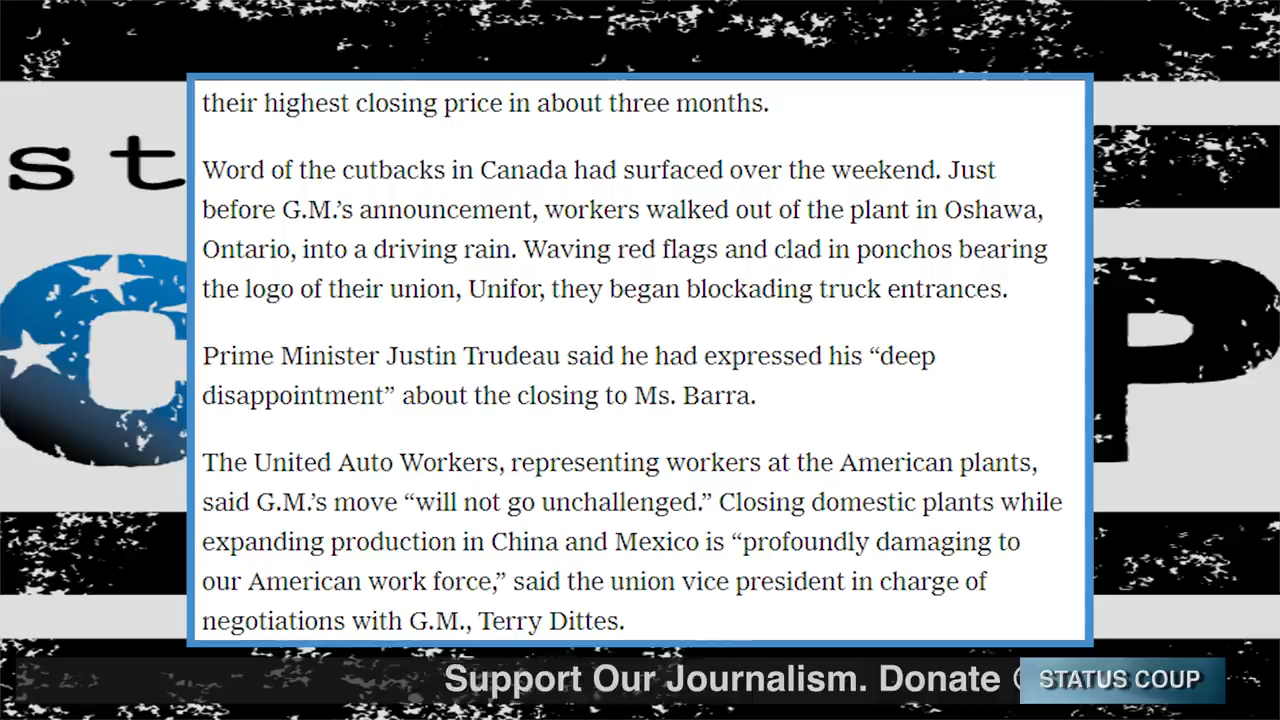 their highest closing price in about three months.
Word of the cutbacks in Canada had surfaced over the weekend. Just
before G.M.’s announcement, workers walked out of the plant in Oshawa,
Ontario, into a driving rain. Waving red flags and clad in ponchos bearing
the logo of their union, Unifor, they began blockading truck entrances.
Prime Minister Justin Trudeau said he had expressed his “deep
disappointment” about the closing to Ms. Barra.
The United Auto Workers, representing workers at the American plants,
said G.M.’s move “will not go unchallenged.” Closing domestic plants while
expanding production in China and Mexico is “profoundly damaging to
our American work force,” said the union vice president in charge of
negotiations with G.M., Terry Dittes.
st
C P
Support Our Journalism. Donate
STATUS COUP